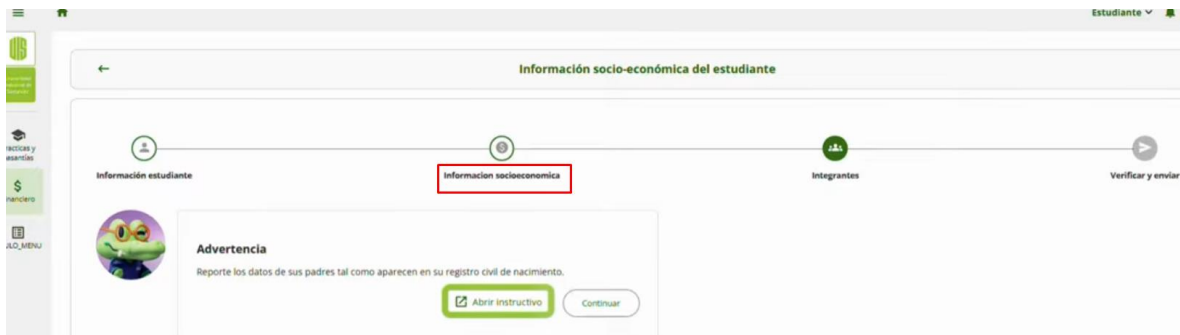 Estudiante
Información socio-económica del estudiante
Información estudiante
Informacion socioeconomica
Integrantes
Verificar y enviar
$
Advertencia
Reporte los datos de sus padres tal como aparecen en su registro civil de nacimiento.
Abrir instructivo
Continuar